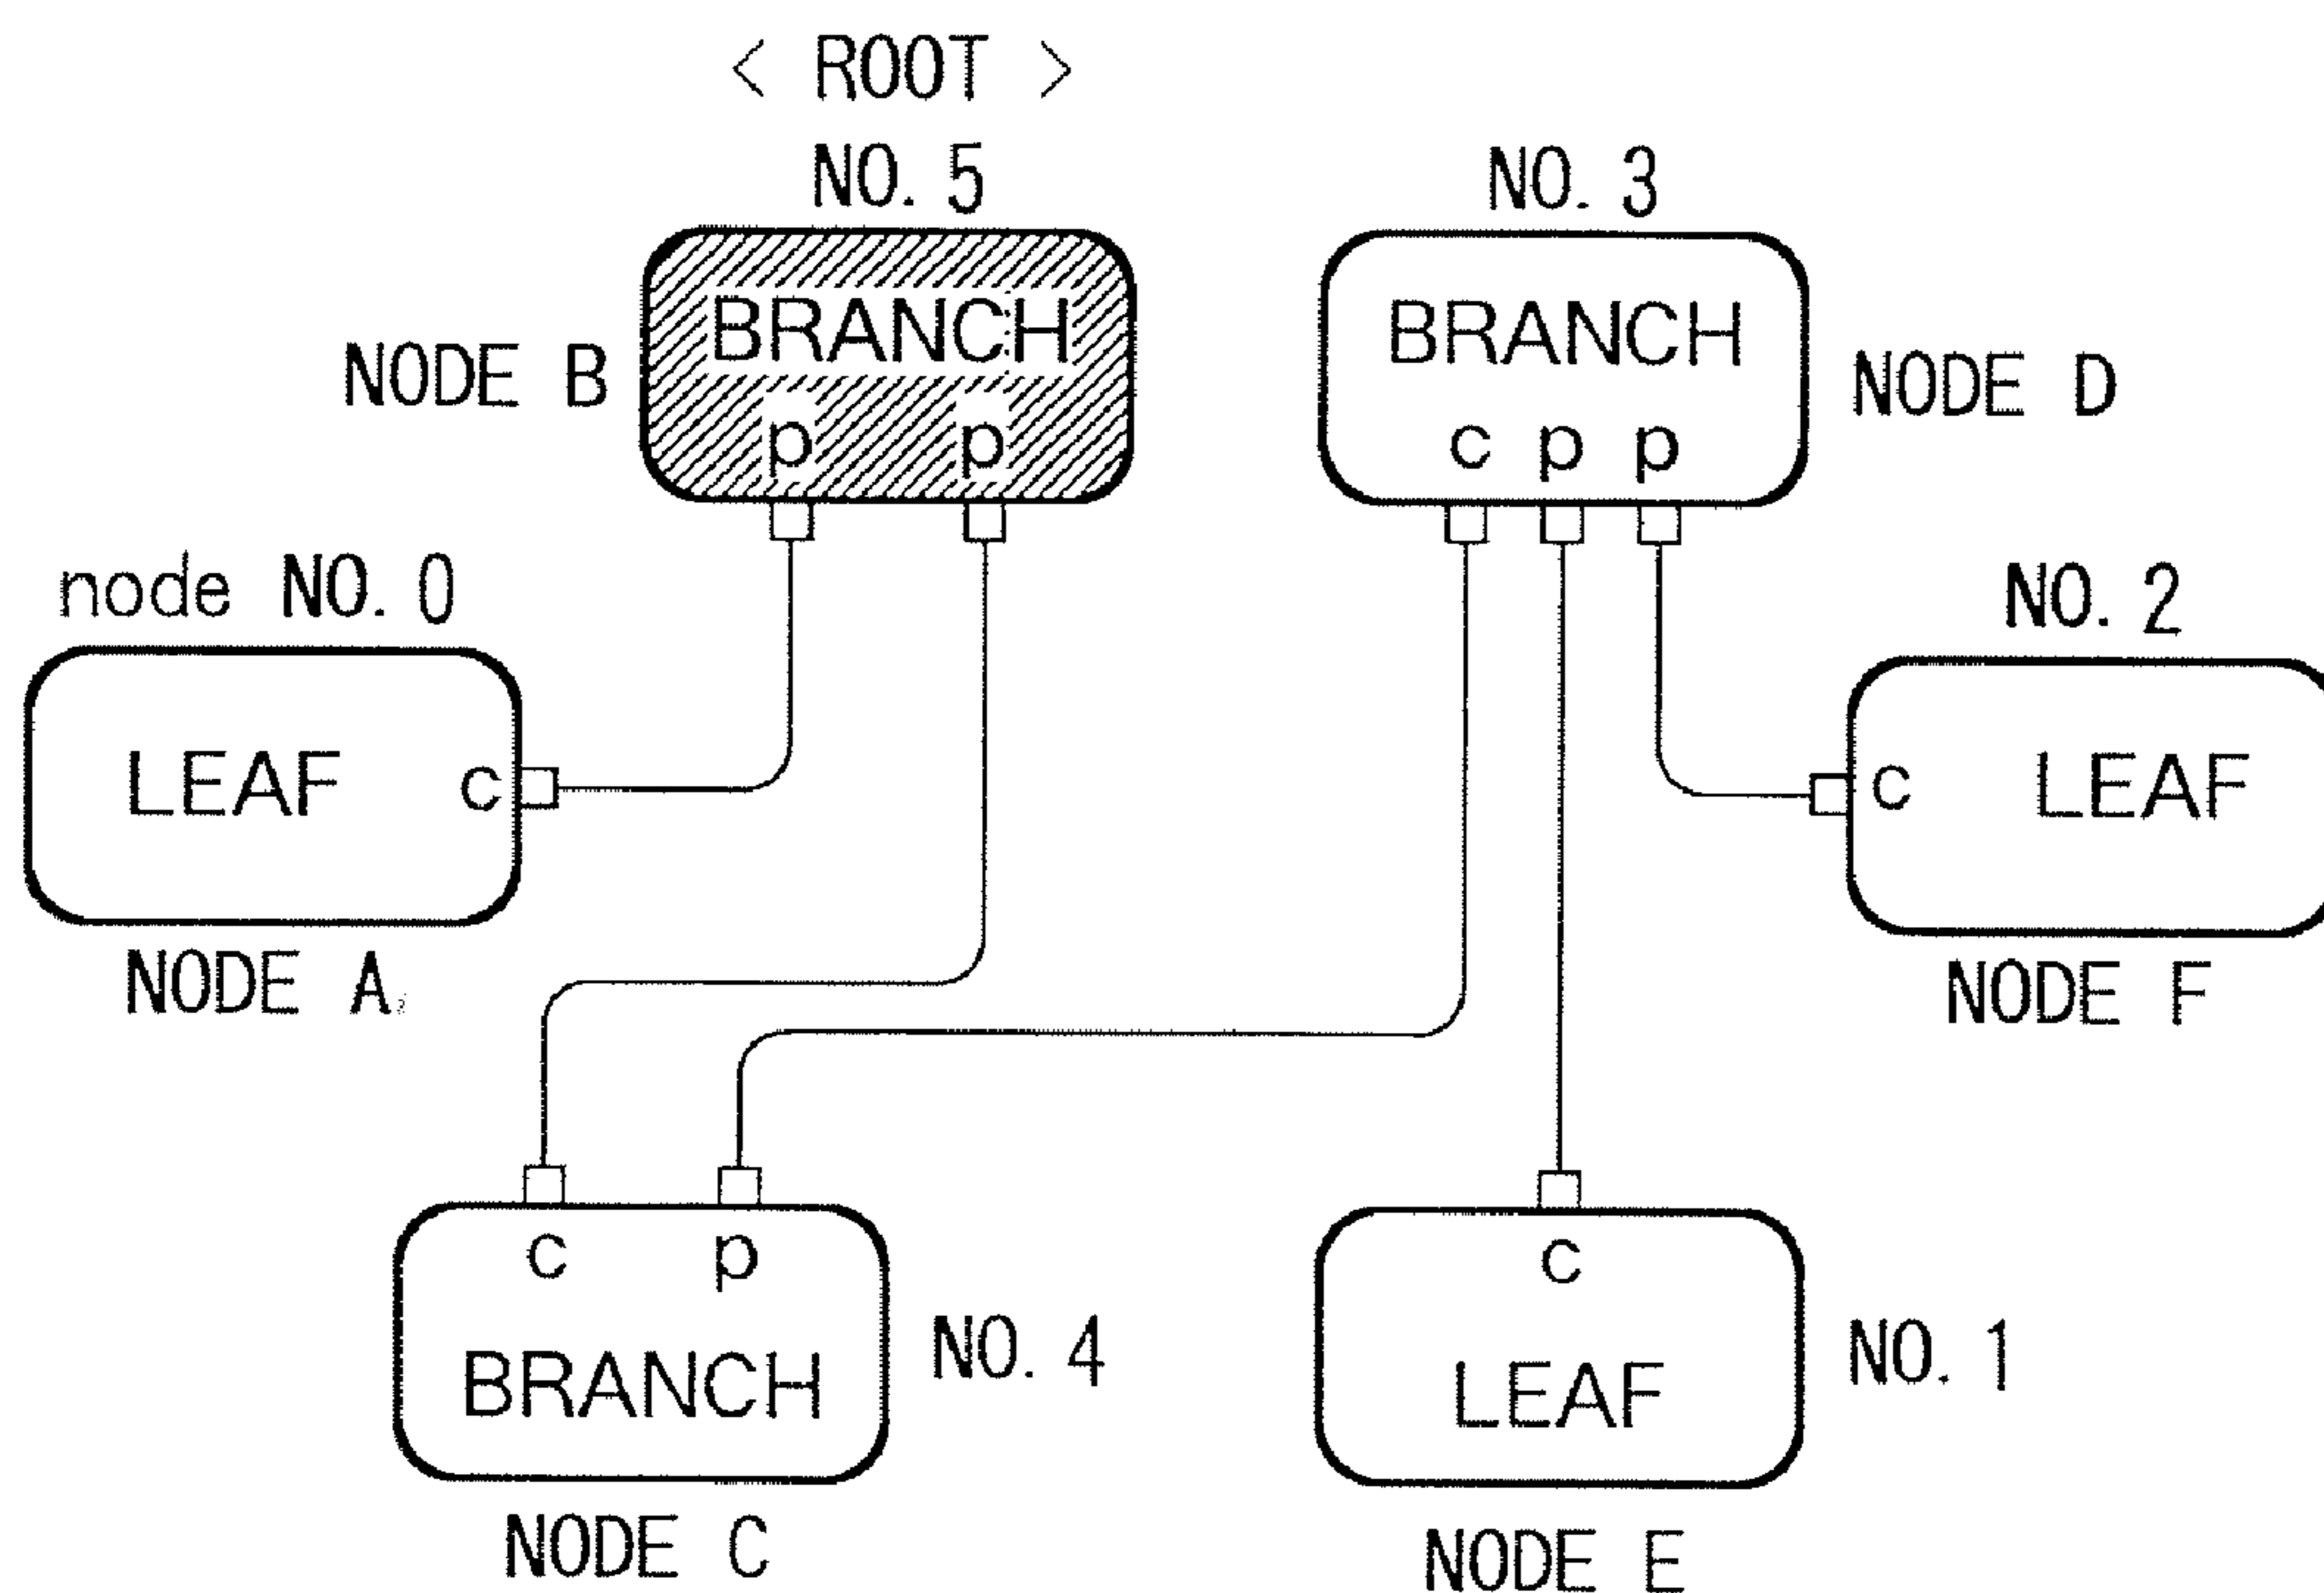 < ROOT >
NO. 5
NO. 3
BRANCH
BRANCH
NODE B
NODE D
p p
c p p
node NO. 0
NO. 2
LEAF c
c LEAF
NODE A
NODE F
c p
c
BRANCH
NO. 4
LEAF
NO. 1
NODE C
NODE E